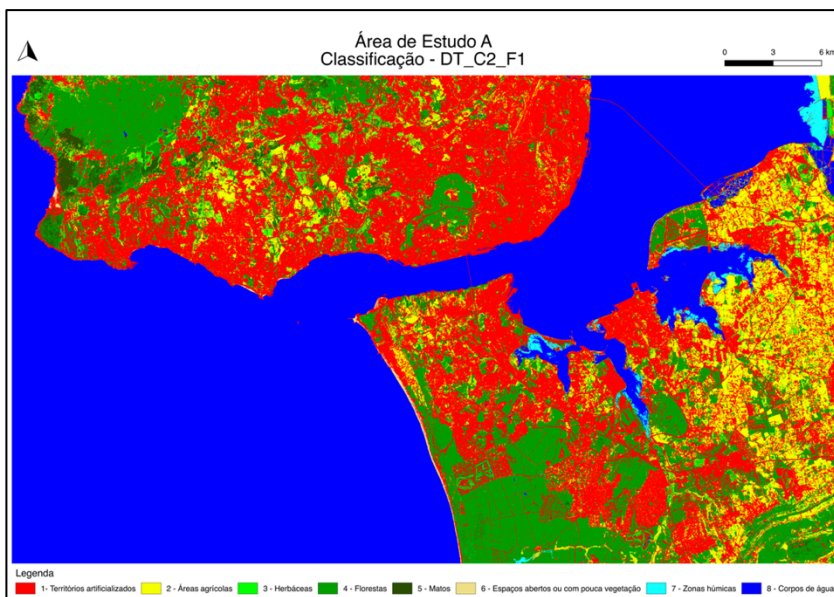 Área de Estudo A
Classificação - DT_C2_F1
0 3 6 km
Legenda
1- Territórios artificializados 2 - Áreas agrícolas 3 - Herbáceas 4 - Florestas 5 - Matos 6 - Espaços abertos ou com pouca vegetação 7 - Zonas húmicas 8 - Corpos de água